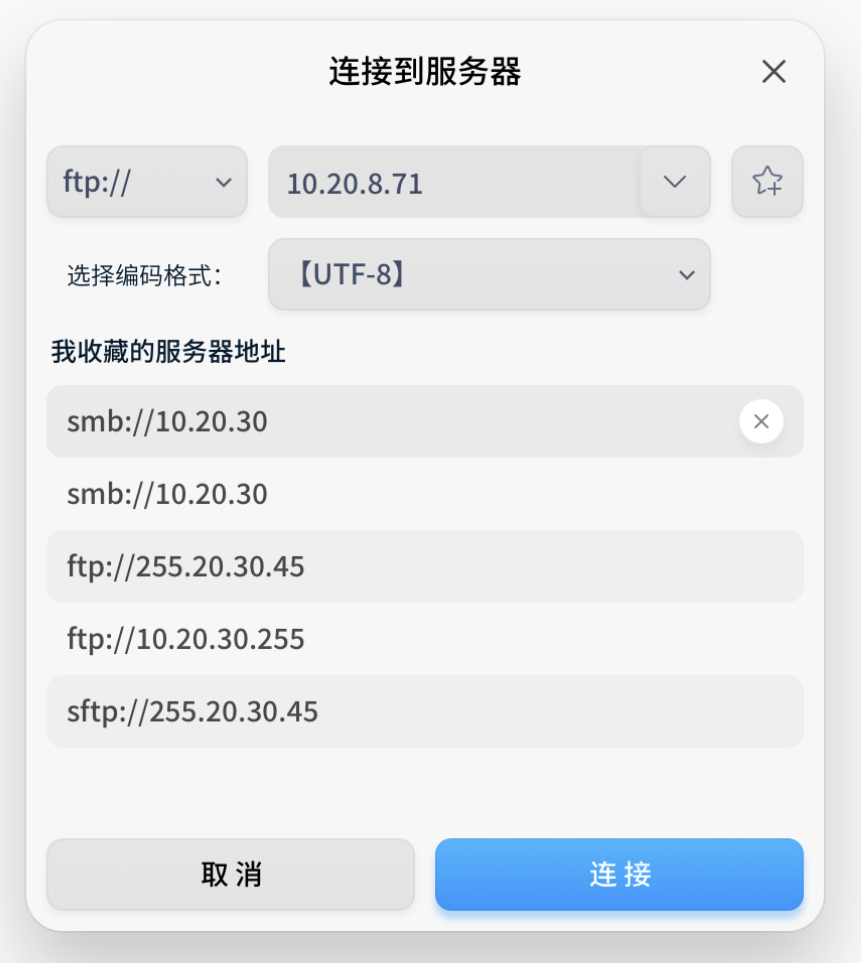 连接到服务器
ftp:// 10.20.8.71
选择编码格式： 【UTF-8】
我收藏的服务器地址
smb://10.20.30
smb://10.20.30
ftp://255.20.30.45
ftp://10.20.30.255
sftp://255.20.30.45
取 消 连 接